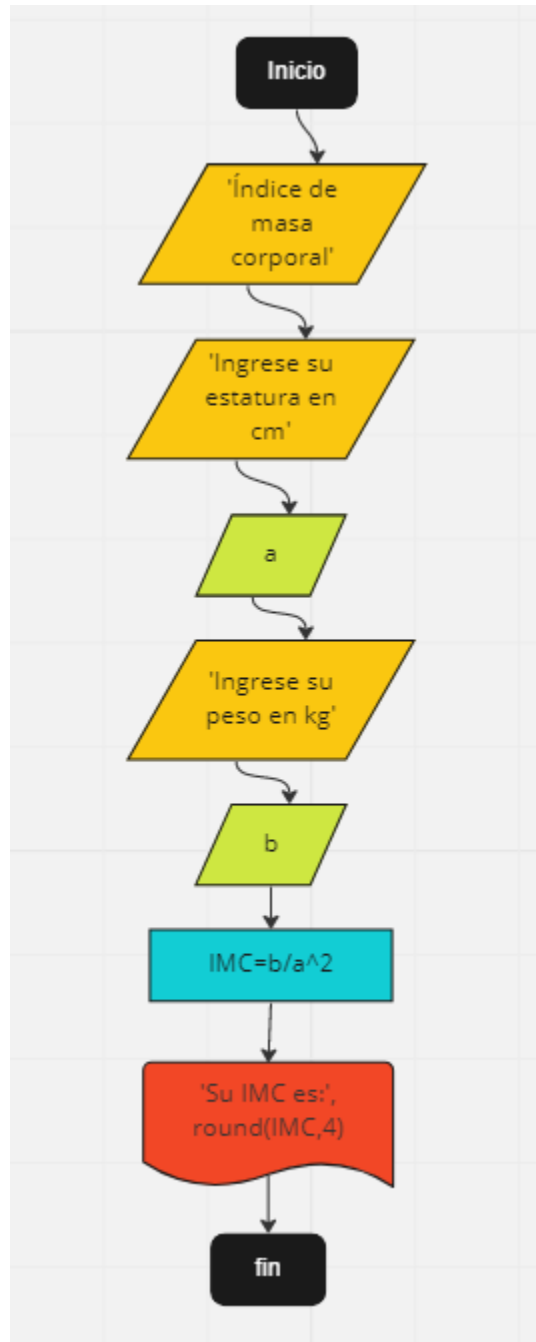 Inicio
'Índice de
masa
corporal'
'Ingrese su
estatura en
cm'
a
'Ingrese su
peso en kg'
b
IMC=b/a^2
'Su IMC es:',
round(IMC,4)
fin